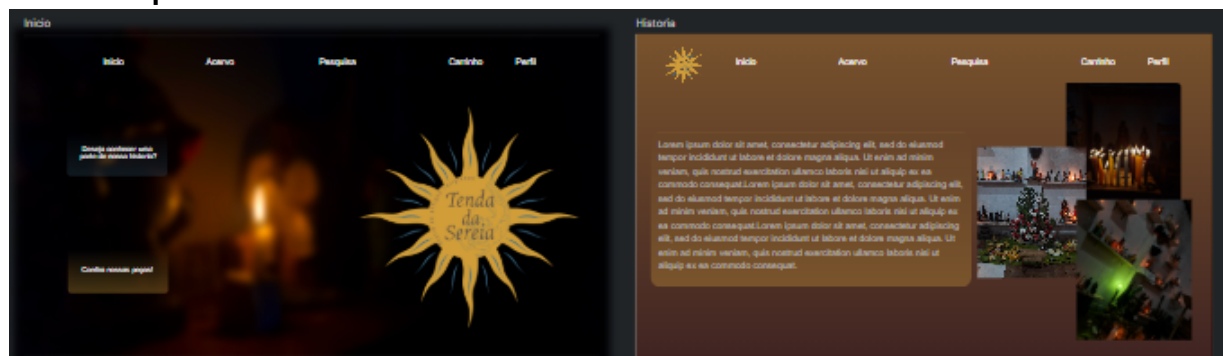 Inicio
Inicio Acervo Pesquisa Carrinho Perfil
Deseja conhecer uma
parte de nossa historia?
Tenda
da
Sereia
Confira nossas peças!
Historia
Inicio Acervo Pesquisa Carrinho Perfil
Lorem ipsum dolor sit amet, consectetur adipiscing elit, sed do eiusmod
tempor incididunt ut labore et dolore magna aliqua. Ut enim ad minim
veniam, quis nostrud exercitation ullamco laboris nisi ut aliquip ex ea
commodo consequat.Lorem ipsum dolor sit amet, consectetur adipiscing elit,
sed do eiusmod tempor incididunt ut labore et dolore magna aliqua. Ut enim
ad minim veniam, quis nostrud exercitation ullamco laboris nisi ut aliquip ex
ea commodo consequat.Lorem ipsum dolor sit amet, consectetur adipiscing
elit, sed do eiusmod tempor incididunt ut labore et dolore magna aliqua. Ut
enim ad minim veniam, quis nostrud exercitation ullamco laboris nisi ut
aliquip ex ea commodo consequat.